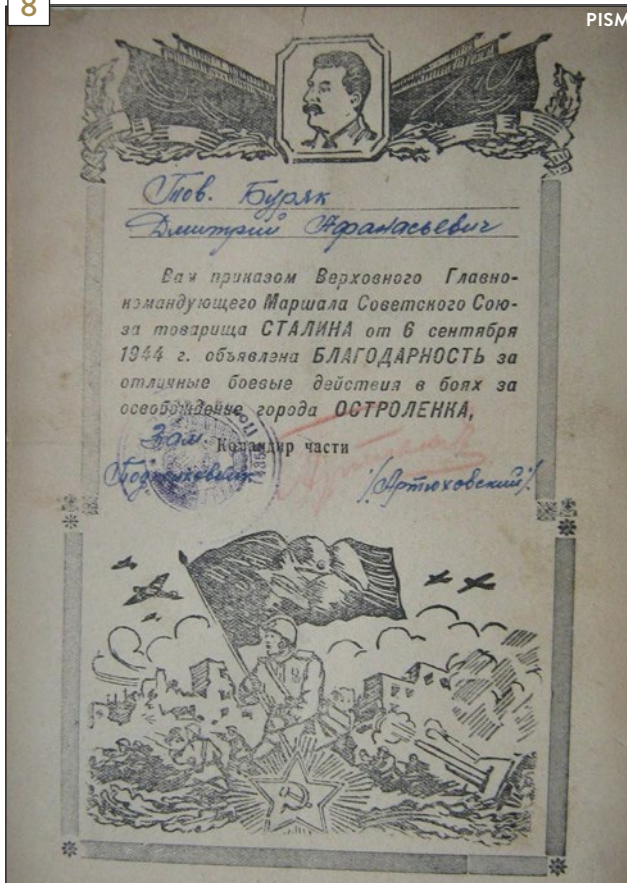 8
PISM
Тов. Буряк
Дмитрий Афанасьевич
Вам приказом Верховного Главно-
командующего Маршала Советского Сою-
за товарища СТАЛИНА от 6 сентября
1944 г. объявлена БЛАГОДАРНОСТЬ за
отличные боевые действия в боях за
освобождение города ОСТРОЛЕНКА,
Зам. Командир части
Подполковник /Артюховский/.